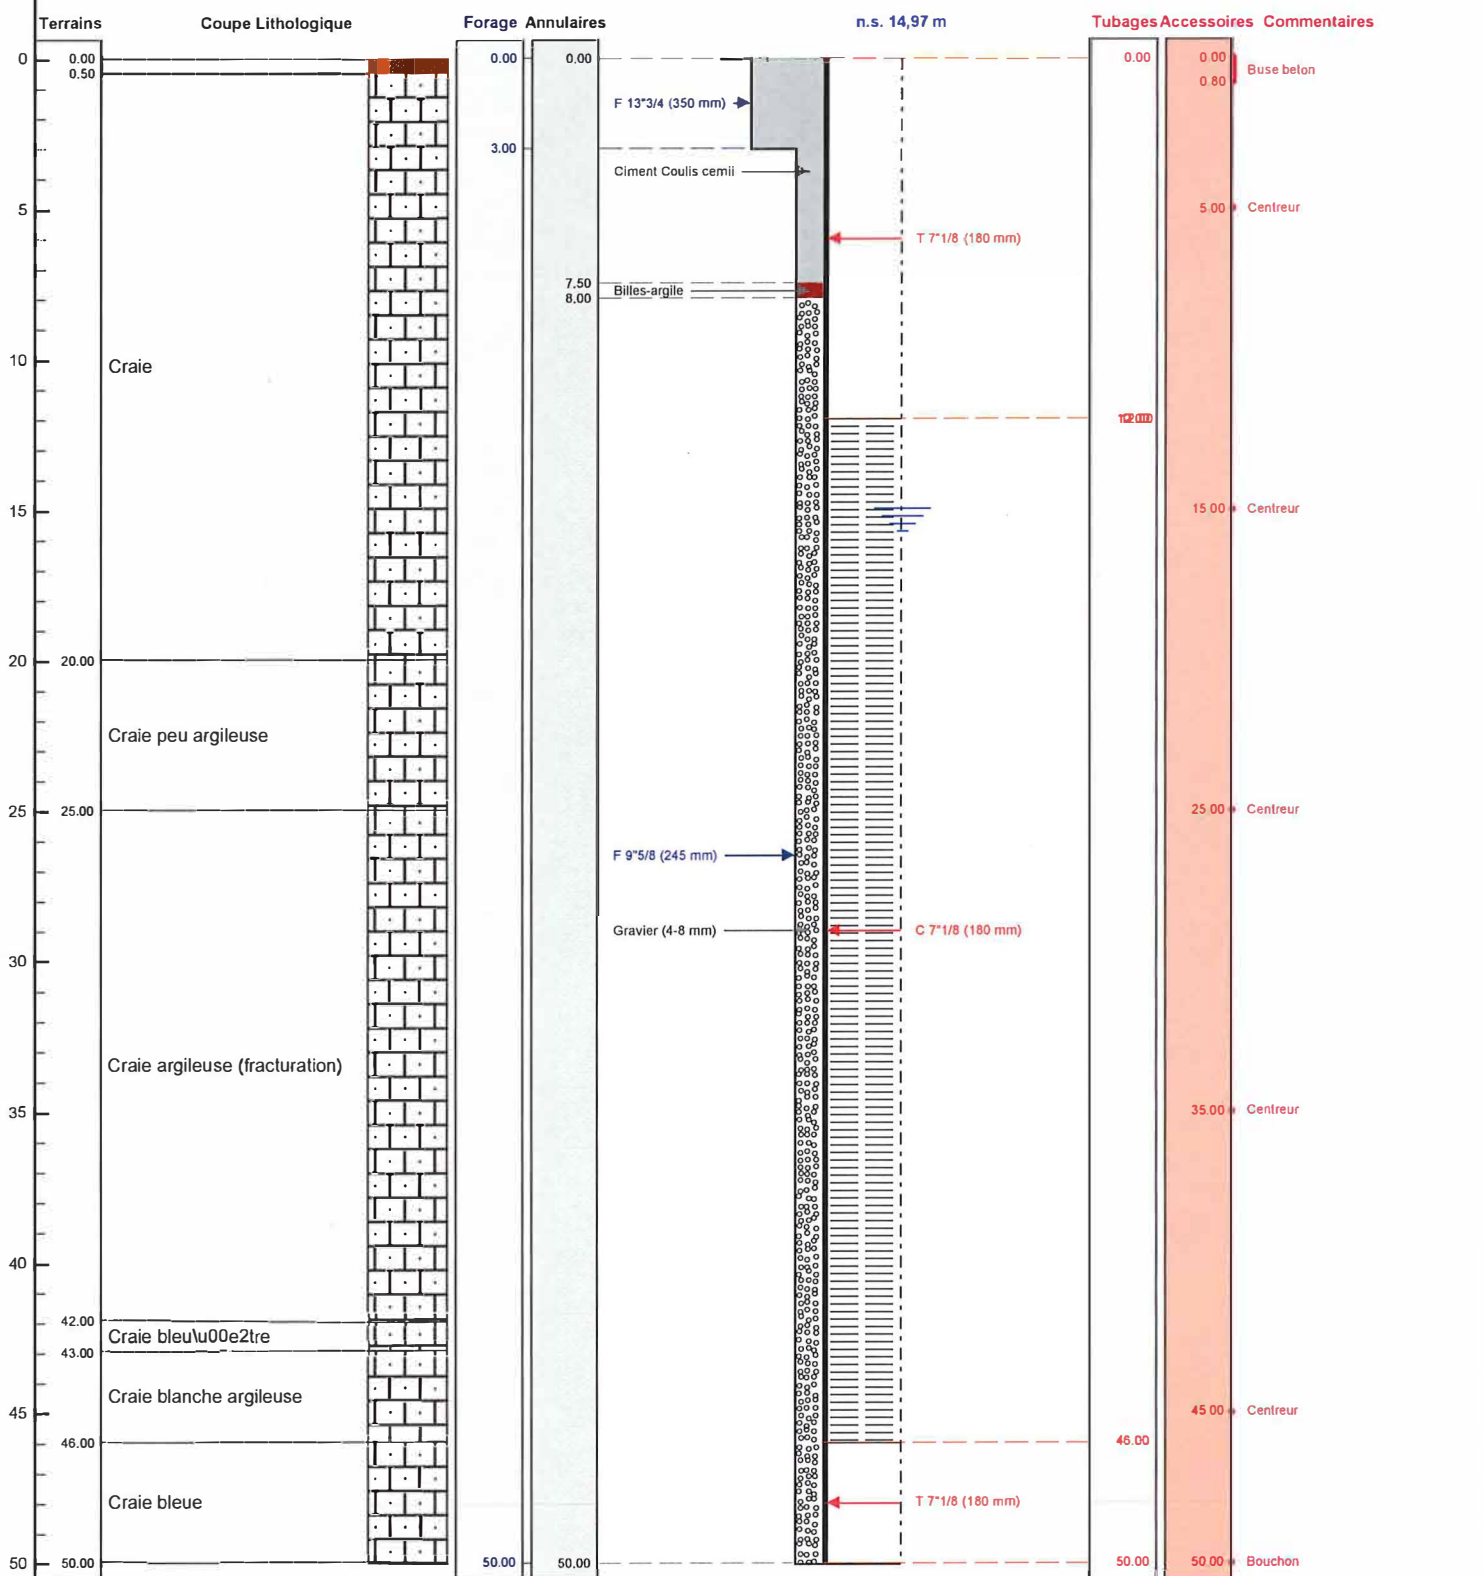 Terrains Coupe Lithologique Forage Annulaires n.s. 14,97 m Tubages Accessoires Commentaires
0 0.00 0.00 0.00 0.00 0.00
0.50 0.80 Buse beton
F 13"3/4 (350 mm)
3.00
Ciment Coulis cemii
5 5.00 Centreur
T 7"1/8 (180 mm)
7.50
Billes-argile
8.00
10
Craie
15 15.00 Centreur
20 20.00
Craie peu argileuse
25 25.00 25.00 Centreur
F 9"5/8 (245 mm)
Gravier (4-8 mm) C 7"1/8 (180 mm)
30
Craie argileuse (fracturation)
35 35.00 Centreur
40
42.00
Craie bleu\u00e2tre
43.00
Craie blanche argileuse
45 45.00 Centreur
46.00 46.00
Craie bleue T 7"1/8 (180 mm)
50 50.00 50.00 50.00 50.00 50.00 Bouchon